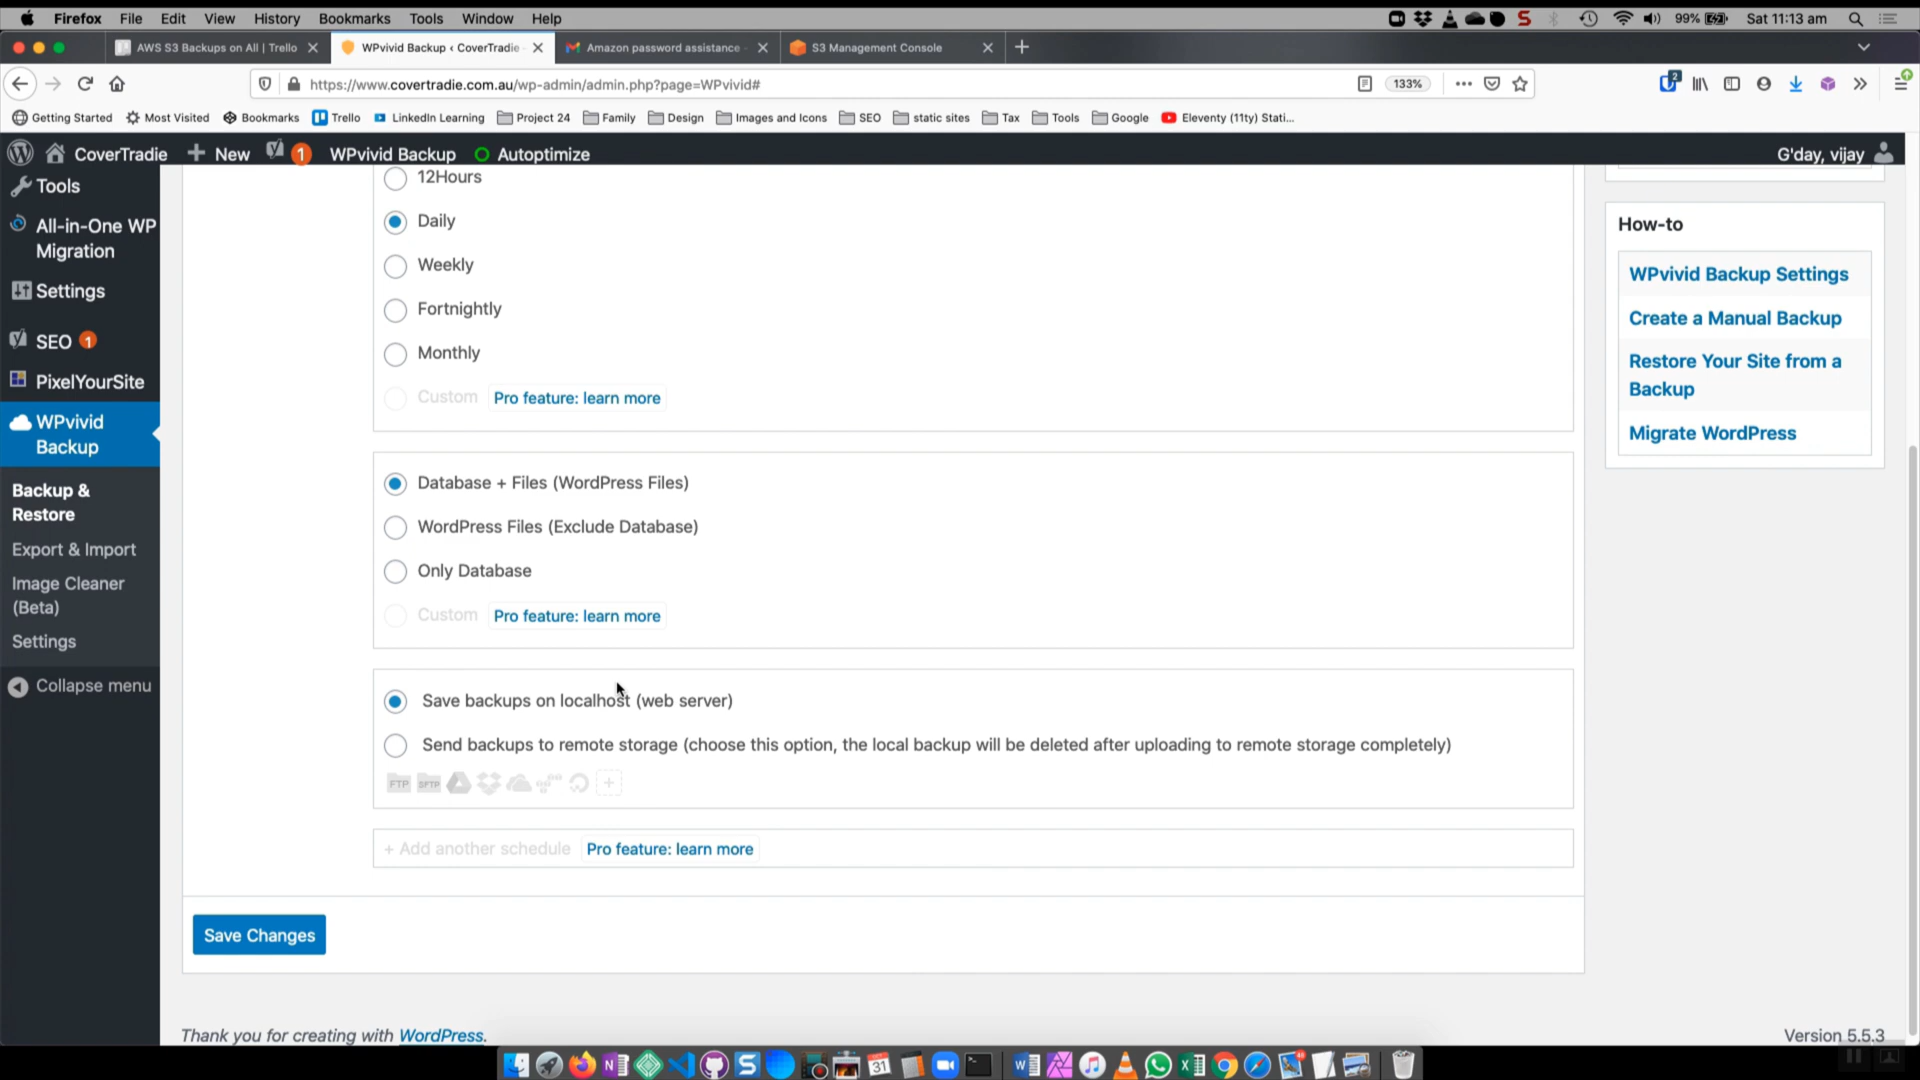 Firefox File Edit View History Bookmarks Tools Window Help
99% Sat 11:13 am
AWS S3 Backups on All | Trello
WPvivid Backup ‹ CoverTradie
Amazon password assistance
S3 Management Console
https://www.covertradie.com.au/wp-admin/admin.php?page=WPvivid#
133%
2
Getting Started Most Visited Bookmarks Trello LinkedIn Learning Project 24 Family Design Images and Icons SEO static sites Tax Tools Google Eleventy (11ty) Stati...
CoverTradie + New 1 WPvivid Backup Autoptimize
G'day, vijay
Tools
All-in-One WP
Migration
Settings
SEO 1
PixelYourSite
WPvivid
Backup
Backup &
Restore
Export & Import
Image Cleaner
(Beta)
Settings
Collapse menu
12Hours
Daily
Weekly
Fortnightly
Monthly
Custom Pro feature: learn more
Database + Files (WordPress Files)
WordPress Files (Exclude Database)
Only Database
Custom Pro feature: learn more
Save backups on localhost (web server)
Send backups to remote storage (choose this option, the local backup will be deleted after uploading to remote storage completely)
FTP SFTP
+ Add another schedule Pro feature: learn more
Save Changes
How-to
WPvivid Backup Settings
Create a Manual Backup
Restore Your Site from a
Backup
Migrate WordPress
Thank you for creating with WordPress.
Version 5.5.3
31